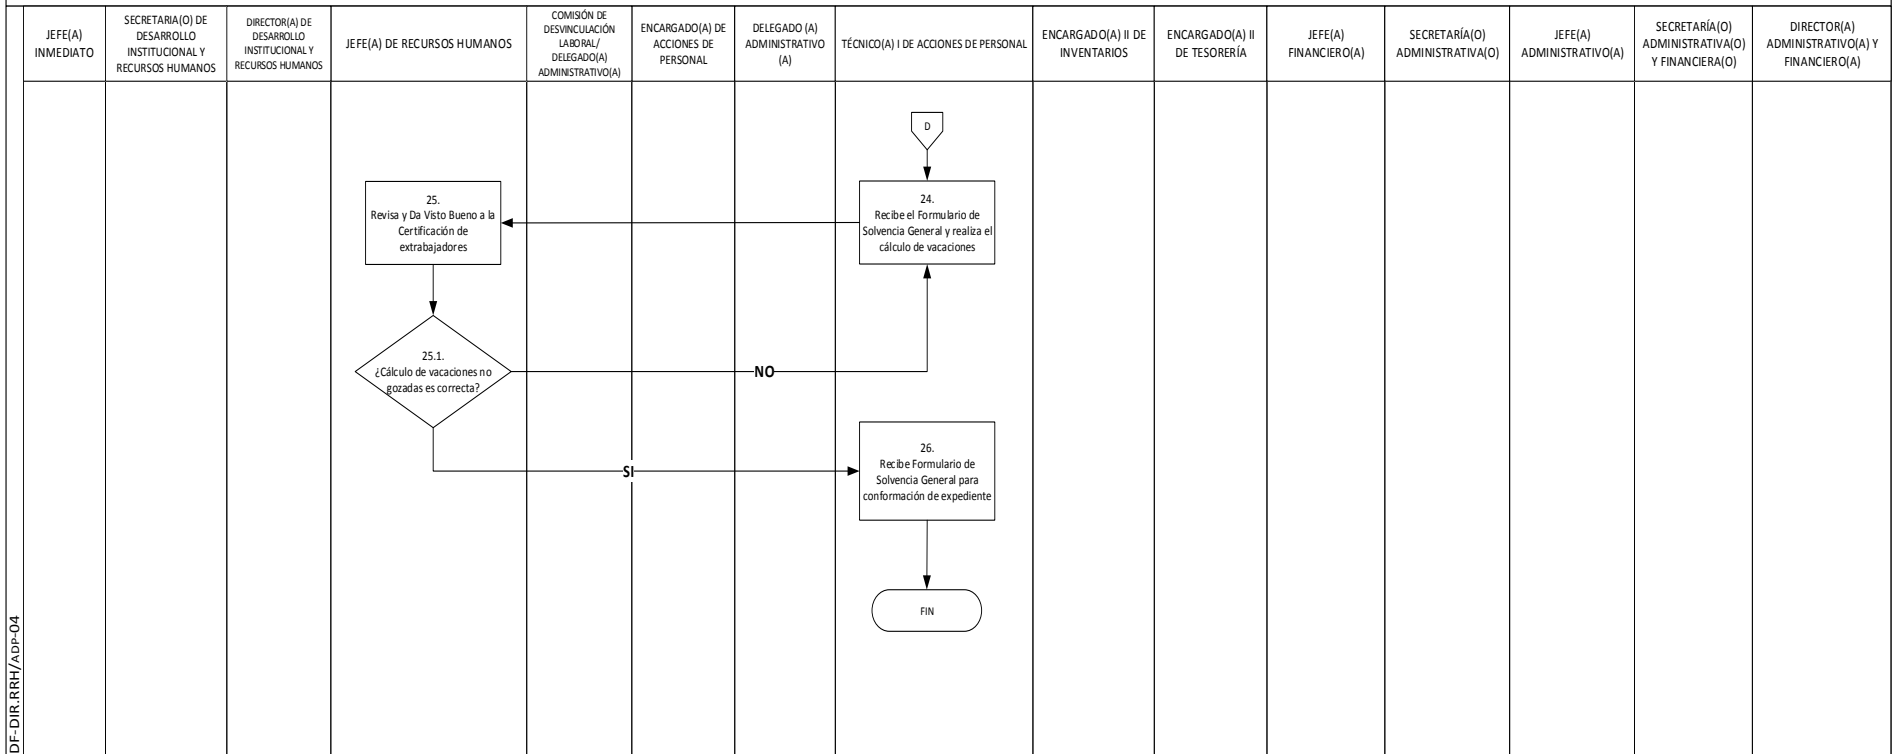 JEFE(A)
INMEDIATO
SECRETARIA(O) DE
DESARROLLO
INSTITUCIONAL Y
RECURSOS HUMANOS
DIRECTOR(A) DE
DESARROLLO
INSTITUCIONAL Y
RECURSOS HUMANOS
JEFE(A) DE RECURSOS HUMANOS
COMISIÓN DE
DESVINCULACIÓN
LABORAL/
DELEGADO(A)
ADMINISTRATIVO(A)
ENCARGADO(A) DE
ACCIONES DE
PERSONAL
DELEGADO (A)
ADMINISTRATIVO
(A)
TÉCNICO(A) I DE ACCIONES DE PERSONAL
ENCARGADO(A) II DE
INVENTARIOS
ENCARGADO(A) II
DE TESORERÍA
JEFE(A)
FINANCIERO(A)
SECRETARÍA(O)
ADMINISTRATIVA(O)
JEFE(A)
ADMINISTRATIVO(A)
SECRETARÍA(O)
ADMINISTRATIVA(O)
Y FINANCIERA(O)
DIRECTOR(A)
ADMINISTRATIVO(A) Y
FINANCIERO(A)
D
24.
Recibe el Formulario de
Solvencia General y realiza el
cálculo de vacaciones
25.
Revisa y Da Visto Bueno a la
Certificación de
extrabajadores
25.1.
¿Cálculo de vacaciones no
gozadas es correcta?
NO
SI
26.
Recibe Formulario de
Solvencia General para
conformación de expediente
FIN
DF-DIR.RRH/ADP-04